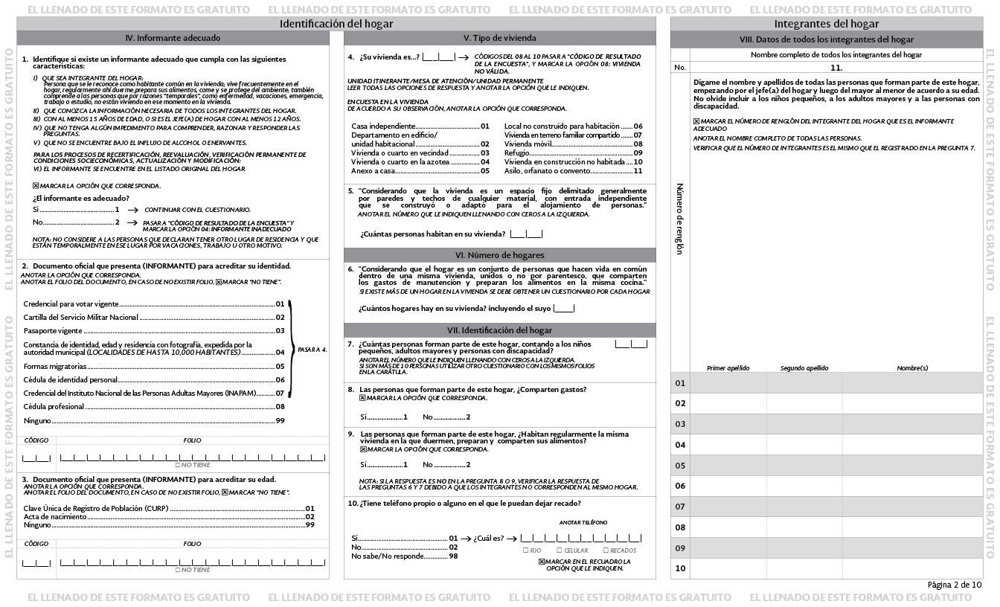 EL LLENADO DE ESTE FORMATO ES GRATUITO EL LLENADO DE ESTE FORMATO ES GRATUITO EL LLENADO DE ESTE FORMATO ES GRATUITO EL LLENADO DE ESTE FORMATO ES GRATUITO
EL LLENADO DE ESTE FORMATO ES GRATUITO
EL LLENADO DE ESTE FORMATO ES GRATUITO
Identificación del hogar
IV. Informante adecuado
1. Identifique si existe un informante adecuado que cumpla con las siguientes
características:
I) QUE SEA INTEGRANTE DEL HOGAR:
Persona que se le reconoce como habitante común en la vivienda; vive frecuentemente en el
hogar, regularmente ahí duerme, prepara sus alimentos, come y se protege del ambiente; también
comprende a las personas que por razones "temporales", como enfermedad, vacaciones, emergencia,
trabajo o estudio, no están viviendo en ese momento en la vivienda.
II) QUE CONOZCA LA INFORMACIÓN NECESARIA DE TODOS LOS INTEGRANTES DEL HOGAR.
III) CON AL MENOS 15 AÑOS DE EDAD, O SI ES EL JEFE(A) DE HOGAR CON AL MENOS 12 AÑOS.
IV) QUE NO TENGA ALGÚN IMPEDIMENTO PARA COMPRENDER, RAZONAR Y RESPONDER LAS
PREGUNTAS.
V) QUE NO SE ENCUENTRE BAJO EL INFLUJO DE ALCOHOL O ENERVANTES.
PARA LOS PROCESOS DE RECERTIFICACIÓN, REEVALUACIÓN, VERIFICACIÓN PERMANENTE DE
CONDICIONES SOCIECONÓMICAS, ACTUALIZACIÓN Y MODIFICACIÓN:
VI) EL INFORMANTE SE ENCUENTRE EN EL LISTADO ORIGINAL DEL HOGAR
☒ MARCAR LA OPCIÓN QUE CORRESPONDA.
¿El informante es adecuado?
Sí.................................. 1 → CONTINUAR CON EL CUESTIONARIO.
No.................................. 2 → PASAR A "CÓDIGO DE RESULTADO DE LA ENCUESTA" Y
MARCAR LA OPCIÓN 04: INFORMANTE INADECUADO
NOTA: NO CONSIDERE A LAS PERSONAS QUE DECLARAN TENER OTRO LUGAR DE RESIDENCIA Y QUE
ESTÁN TEMPORALMENTE EN ESE LUGAR POR VACACIONES, TRABAJO U OTRO MOTIVO.
2. Documento oficial que presenta (INFORMANTE) para acreditar su identidad.
ANOTAR LA OPCIÓN QUE CORRESPONDA.
ANOTAR EL FOLIO DEL DOCUMENTO, EN CASO DE NO EXISTIR FOLIO, ☒ MARCAR "NO TIENE".
Credencial para votar vigente.................... 01
Cartilla del Servicio Militar Nacional.................... 02
Pasaporte vigente.................... 03
Constancia de identidad, edad y residencia con fotografía, expedida por la
autoridad municipal (LOCALIDADES DE HASTA 10,000 HABITANTES).................... 04 PASAR A 4.
Formas migratorias.................... 05
Cédula de identidad personal.................... 06
Credencial del Instituto Nacional de las Personas Adultas Mayores (INAPAM)........... 07
Cédula profesional.................... 08
Ninguno.................... 99
CÓDIGO FOLIO
☐ NO TIENE
3. Documento oficial que presenta (INFORMANTE) para acreditar su edad.
ANOTAR LA OPCIÓN QUE CORRESPONDA.
ANOTAR EL FOLIO DEL DOCUMENTO, EN CASO DE NO EXISTIR FOLIO, ☒ MARCAR "NO TIENE".
Clave Única de Registro de Población (CURP).................... 01
Acta de nacimiento.................... 02
Ninguno.................... 99
CÓDIGO FOLIO
☐ NO TIENE
V. Tipo de vivienda
4. ¿Su vivienda es...? |___|___| → CÓDIGOS DEL 08 AL 10 PASAR A "CÓDIGO DE RESULTADO
DE LA ENCUESTA", Y MARCAR LA OPCIÓN 08: VIVIENDA
NO VÁLIDA.
UNIDAD ITINERANTE/MESA DE ATENCIÓN/UNIDAD PERMANENTE
LEER TODAS LAS OPCIONES DE RESPUESTA Y ANOTAR LA OPCIÓN QUE LE INDIQUEN.
ENCUESTA EN LA VIVIENDA
DE ACUERDO A SU OBSERVACIÓN, ANOTAR LA OPCIÓN QUE CORRESPONDA.
Casa independiente.................... 01 Local no construido para habitación ...... 06
Departamento en edificio/ Vivienda en terreno familiar compartido ..... 07
unidad habitacional.................... 02 Vivienda móvil.................... 08
Vivienda o cuarto en vecindad.................... 03 Refugio.................... 09
Vivienda o cuarto en la azotea.................... 04 Vivienda en construcción no habitada ... 10
Anexo a casa.................... 05 Asilo, orfanato o convento.................... 11
5. "Considerando que la vivienda es un espacio fijo delimitado generalmente
por paredes y techos de cualquier material, con entrada independiente
que se construyó o adaptó para el alojamiento de personas."
ANOTAR EL NÚMERO QUE LE INDIQUEN LLENANDO CON CEROS A LA IZQUIERDA.
¿Cuántas personas habitan en su vivienda? |___|___|
VI. Número de hogares
6. "Considerando que el hogar es un conjunto de personas que hacen vida en común
dentro de una misma vivienda, unidos o no por parentesco, que comparten
los gastos de manutención y preparan los alimentos en la misma cocina."
SI EXISTE MÁS DE UN HOGAR EN LA VIVIENDA SE DEBE OBTENER UN CUESTIONARIO POR CADA HOGAR
¿Cuántos hogares hay en su vivienda? incluyendo el suyo |____|
VII. Identificación del hogar
7. ¿Cuántas personas forman parte de este hogar, contando a los niños |___|___|
pequeños, adultos mayores y personas con discapacidad?
ANOTAR EL NÚMERO QUE LE INDIQUEN LLENANDO CON CEROS A LA IZQUIERDA.
SI SON MÁS DE 10 PERSONAS UTILIZAR OTRO CUESTIONARIO CON LOS MISMOS FOLIOS
EN LA CARÁTULA.
8. Las personas que forman parte de este hogar, ¿Comparten gastos?
☒ MARCAR LA OPCIÓN QUE CORRESPONDA.
Sí.................... 1 No.................... 2
9. Las personas que forman parte de este hogar, ¿Habitan regularmente la misma
vivienda en la que duermen, preparan y comparten sus alimentos?
☒ MARCAR LA OPCIÓN QUE CORRESPONDA.
Sí.................... 1 No.................... 2
NOTA: SI LA RESPUESTA ES NO EN LA PREGUNTA 8 O 9, VERIFICAR LA RESPUESTA DE
LAS PREGUNTAS 6 Y 7 DEBIDO A QUE LOS INTEGRANTES NO CORRESPONDEN AL MISMO HOGAR.
10. ¿Tiene teléfono propio o alguno en el que le puedan dejar recado?
ANOTAR TELÉFONO
Sí.................... 01 → ¿Cuál es? →
No.................... 02 ☐ FIJO ☐ CELULAR ☐ RECADOS
No sabe/No responde............ 98
☒ MARCAR EN EL RECUADRO LA
OPCIÓN QUE LE INDIQUEN.
Integrantes del hogar
VIII. Datos de todos los integrantes del hogar
Nombre completo de todos los integrantes del hogar
No. 11.
Número de renglón
Dígame el nombre y apellidos de todas las personas que forman parte de este hogar,
empezando por el jefe(a) del hogar y luego del mayor al menor de acuerdo a su edad.
No olvide incluir a los niños pequeños, a los adultos mayores y a las personas con
discapacidad.
☒ MARCAR EL NÚMERO DE RENGLÓN DEL INTEGRANTE DEL HOGAR QUE ES EL INFORMANTE
ADECUADO
ANOTAR EL NOMBRE COMPLETO DE TODAS LAS PERSONAS.
VERIFICAR QUE EL NÚMERO DE INTEGRANTES ES EL MISMO QUE EL REGISTRADO EN LA PREGUNTA 7.
Primer apellido Segundo apellido Nombre(s)
01
02
03
04
05
06
07
08
09
10
EL LLENADO DE ESTE FORMATO ES GRATUITO
EL LLENADO DE ESTE FORMATO ES GRATUITO
Página 2 de 10
EL LLENADO DE ESTE FORMATO ES GRATUITO EL LLENADO DE ESTE FORMATO ES GRATUITO EL LLENADO DE ESTE FORMATO ES GRATUITO EL LLENADO DE ESTE FORMATO ES GRATUITO